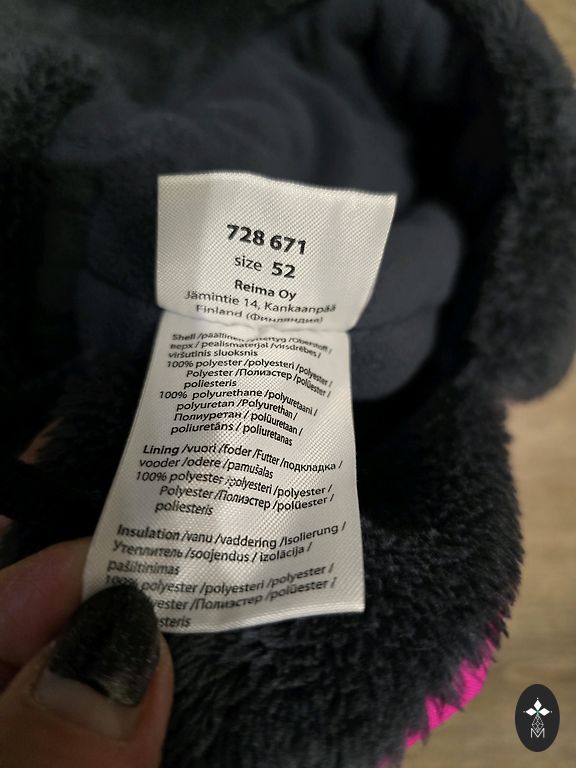 728 671
size 52
Reima Oy
Jämintie 14, Kankaanpää
Finland (Финляндия)
Shell /päällinen /Oberstoff /
верх / pealismaterjal /virsdrēbes /
viršutinis sluoksnis
100% polyester /polyesteri /polyester /
Polyester /Полиэстер /polüester /
poliesteris
100% polyurethane /polyuretaani /
polyuretan /Polyurethan /
Полиуретан / polüuretaan /
poliuretāns / poliuretanas
Lining /vuori /foder /Futter /подкладка /
vooder /odere /pamušalas
100% polyester /polyesteri /polyester /
Polyester /Полиэстер /polüester /
poliesteris
Insulation /vanu /vaddering /Isolierung /
Утеплитель /soojendus / izolācija /
pašiltinimas
100% polyester /polyesteri /polyester /
yester /Полиэстер /polüester /
esteris
M